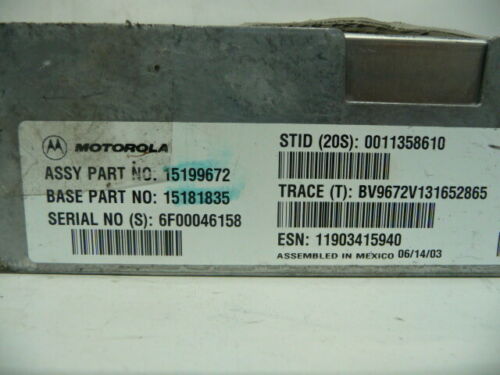 MOTOROLA
ASSY PART NO: 15199672
BASE PART NO: 15181835
SERIAL NO (S): 6F00046158
STID (20S): 0011358610
TRACE (T): BV9672V131652865
ESN: 11903415940
ASSEMBLED IN MEXICO 06/14/03